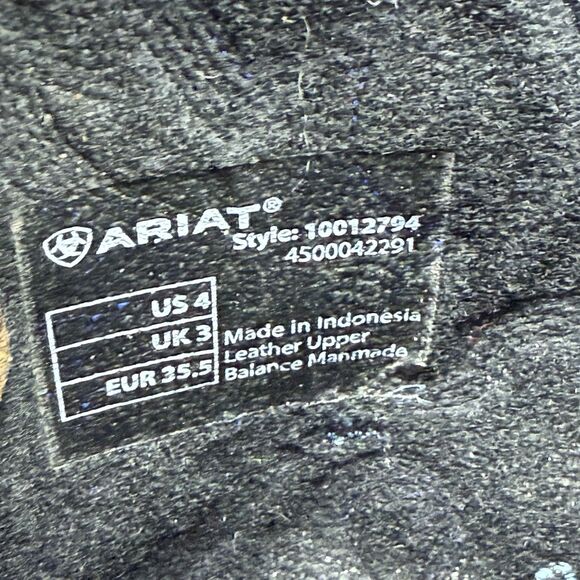 ARIAT®
Style: 10012794
4500042291
US 4
UK 3
EUR 35.5
Made in Indonesia
Leather Upper
Balance Manmade